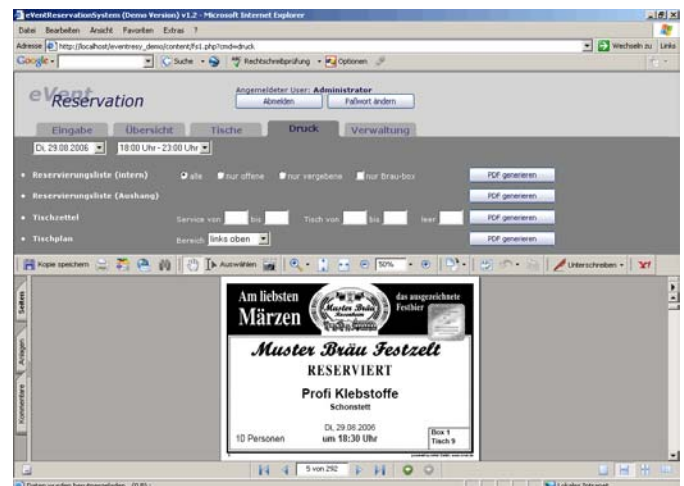 eVentReservationSystem (Demo Version) v1.2 - Microsoft Internet Explorer
Datei Bearbeiten Ansicht Favoriten Extras ?
Adresse http://localhost/eventresy_demo/content/fs1.php?cmd=druck Wechseln zu Links
Google Suche Rechtschreibprüfung Optionen
eVent Reservation
Angemeldeter User: Administrator
Abmelden Paßwort ändern
Eingabe Übersicht Tische Druck Verwaltung
Di, 29.08.2006 18:00 Uhr - 23:00 Uhr
• Reservierungsliste (intern) alle nur offene nur vergebene nur Brau-box PDF generieren
• Reservierungsliste (Aushang) PDF generieren
• Tischzettel Service von bis Tisch von bis leer PDF generieren
• Tischplan Bereich links oben PDF generieren
Kopie speichern Auswählen 50% Unterschreiben
Seiten
Anlagen
Kommentare
Am liebsten
Märzen
Muster Bräu
Rosenheim
das ausgezeichnete
Festbier
Muster Bräu Festzelt
RESERVIERT
Profi Klebstoffe
Schonstett
Di, 29.08.2006
10 Personen um 18:30 Uhr
Box 1
Tisch 9
5 von 292
Lokales Intranet